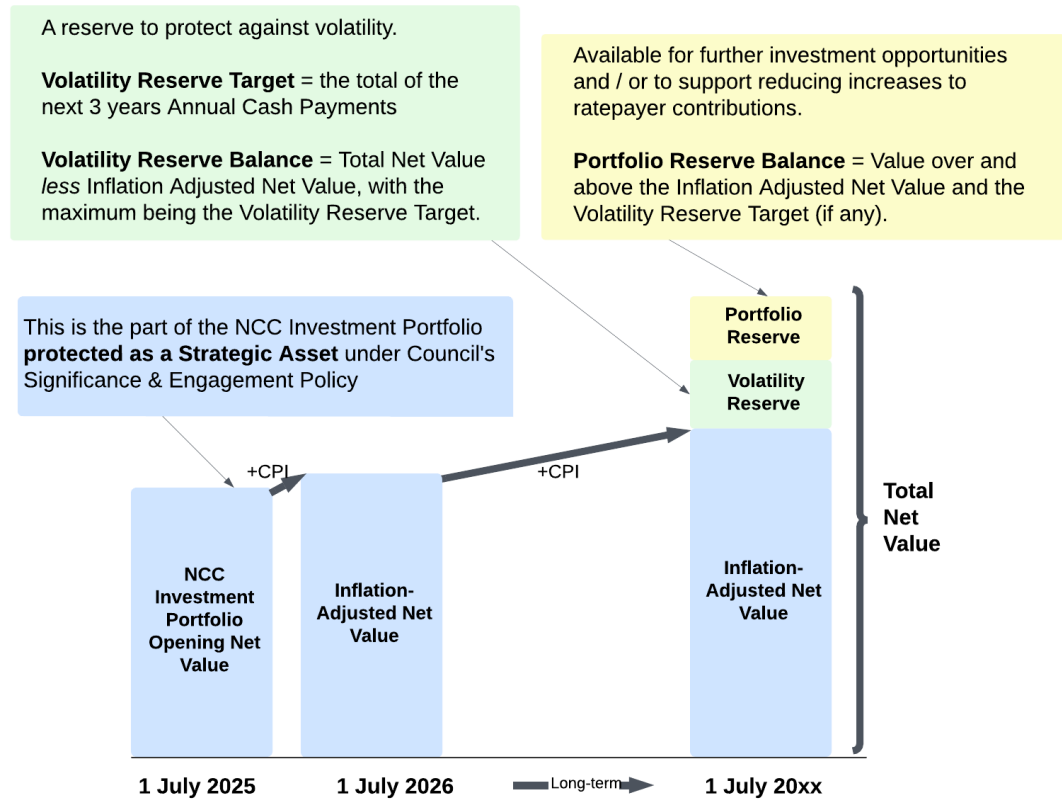 A reserve to protect against volatility.
Volatility Reserve Target = the total of the
next 3 years Annual Cash Payments
Volatility Reserve Balance = Total Net Value
less Inflation Adjusted Net Value, with the
maximum being the Volatility Reserve Target.
Available for further investment opportunities
and / or to support reducing increases to
ratepayer contributions.
Portfolio Reserve Balance = Value over and
above the Inflation Adjusted Net Value and the
Volatility Reserve Target (if any).
This is the part of the NCC Investment Portfolio
protected as a Strategic Asset under Council's
Significance & Engagement Policy
Portfolio
Reserve
Volatility
Reserve
+CPI
+CPI
Total
Net
Value
NCC
Investment
Portfolio
Opening Net
Value
Inflation-
Adjusted Net
Value
Inflation-
Adjusted Net
Value
1 July 2025
1 July 2026
Long-term
1 July 20xx